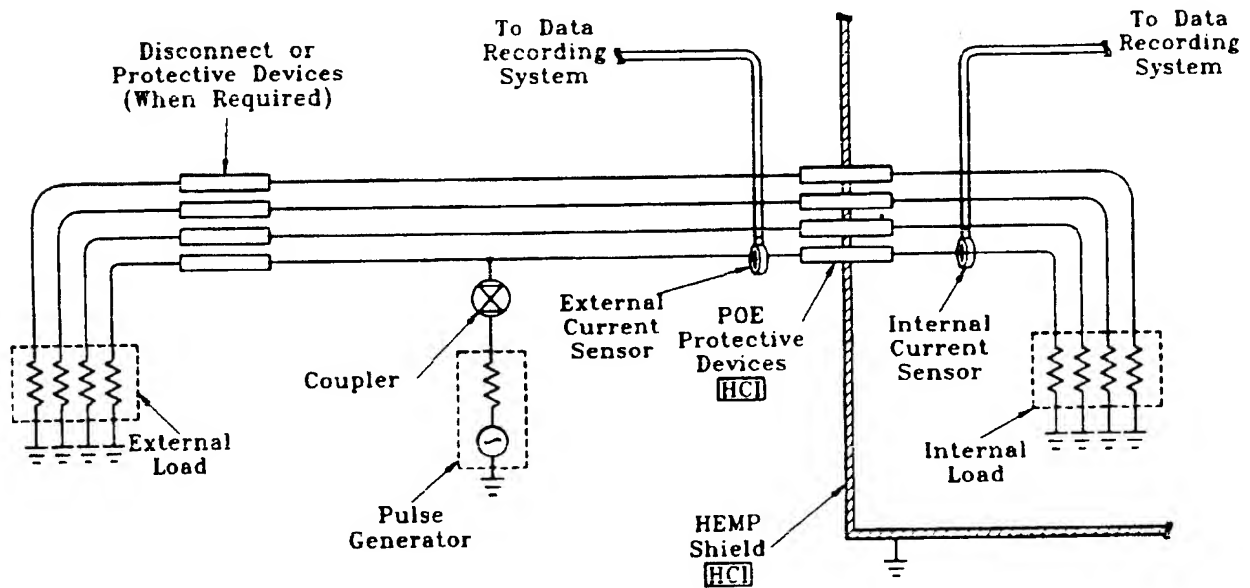 Disconnect or
Protective Devices
(When Required)
To Data
Recording
System
To Data
Recording
System
External
Current
Sensor
POE
Protective
Devices
HCI
Internal
Current
Sensor
Coupler
External
Load
Internal
Load
Pulse
Generator
HEMP
Shield
HCI